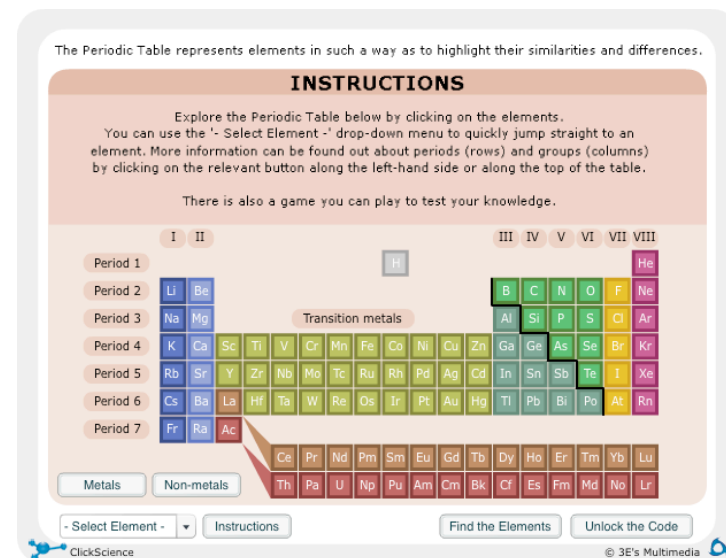 The Periodic Table represents elements in such a way as to highlight their similarities and differences.
INSTRUCTIONS
Explore the Periodic Table below by clicking on the elements.
You can use the '- Select Element -' drop-down menu to quickly jump straight to an
element. More information can be found out about periods (rows) and groups (columns)
by clicking on the relevant button along the left-hand side or along the top of the table.
There is also a game you can play to test your knowledge.
I II III IV V VI VII VIII
Period 1 H He
Period 2 Li Be B C N O F Ne
Period 3 Na Mg Transition metals Al Si P S Cl Ar
Period 4 K Ca Sc Ti V Cr Mn Fe Co Ni Cu Zn Ga Ge As Se Br Kr
Period 5 Rb Sr Y Zr Nb Mo Tc Ru Rh Pd Ag Cd In Sn Sb Te I Xe
Period 6 Cs Ba La Hf Ta W Re Os Ir Pt Au Hg Tl Pb Bi Po At Rn
Period 7 Fr Ra Ac
Ce Pr Nd Pm Sm Eu Gd Tb Dy Ho Er Tm Yb Lu
Th Pa U Np Pu Am Cm Bk Cf Es Fm Md No Lr
Metals Non-metals
- Select Element - Instructions Find the Elements Unlock the Code
ClickScience © 3E's Multimedia